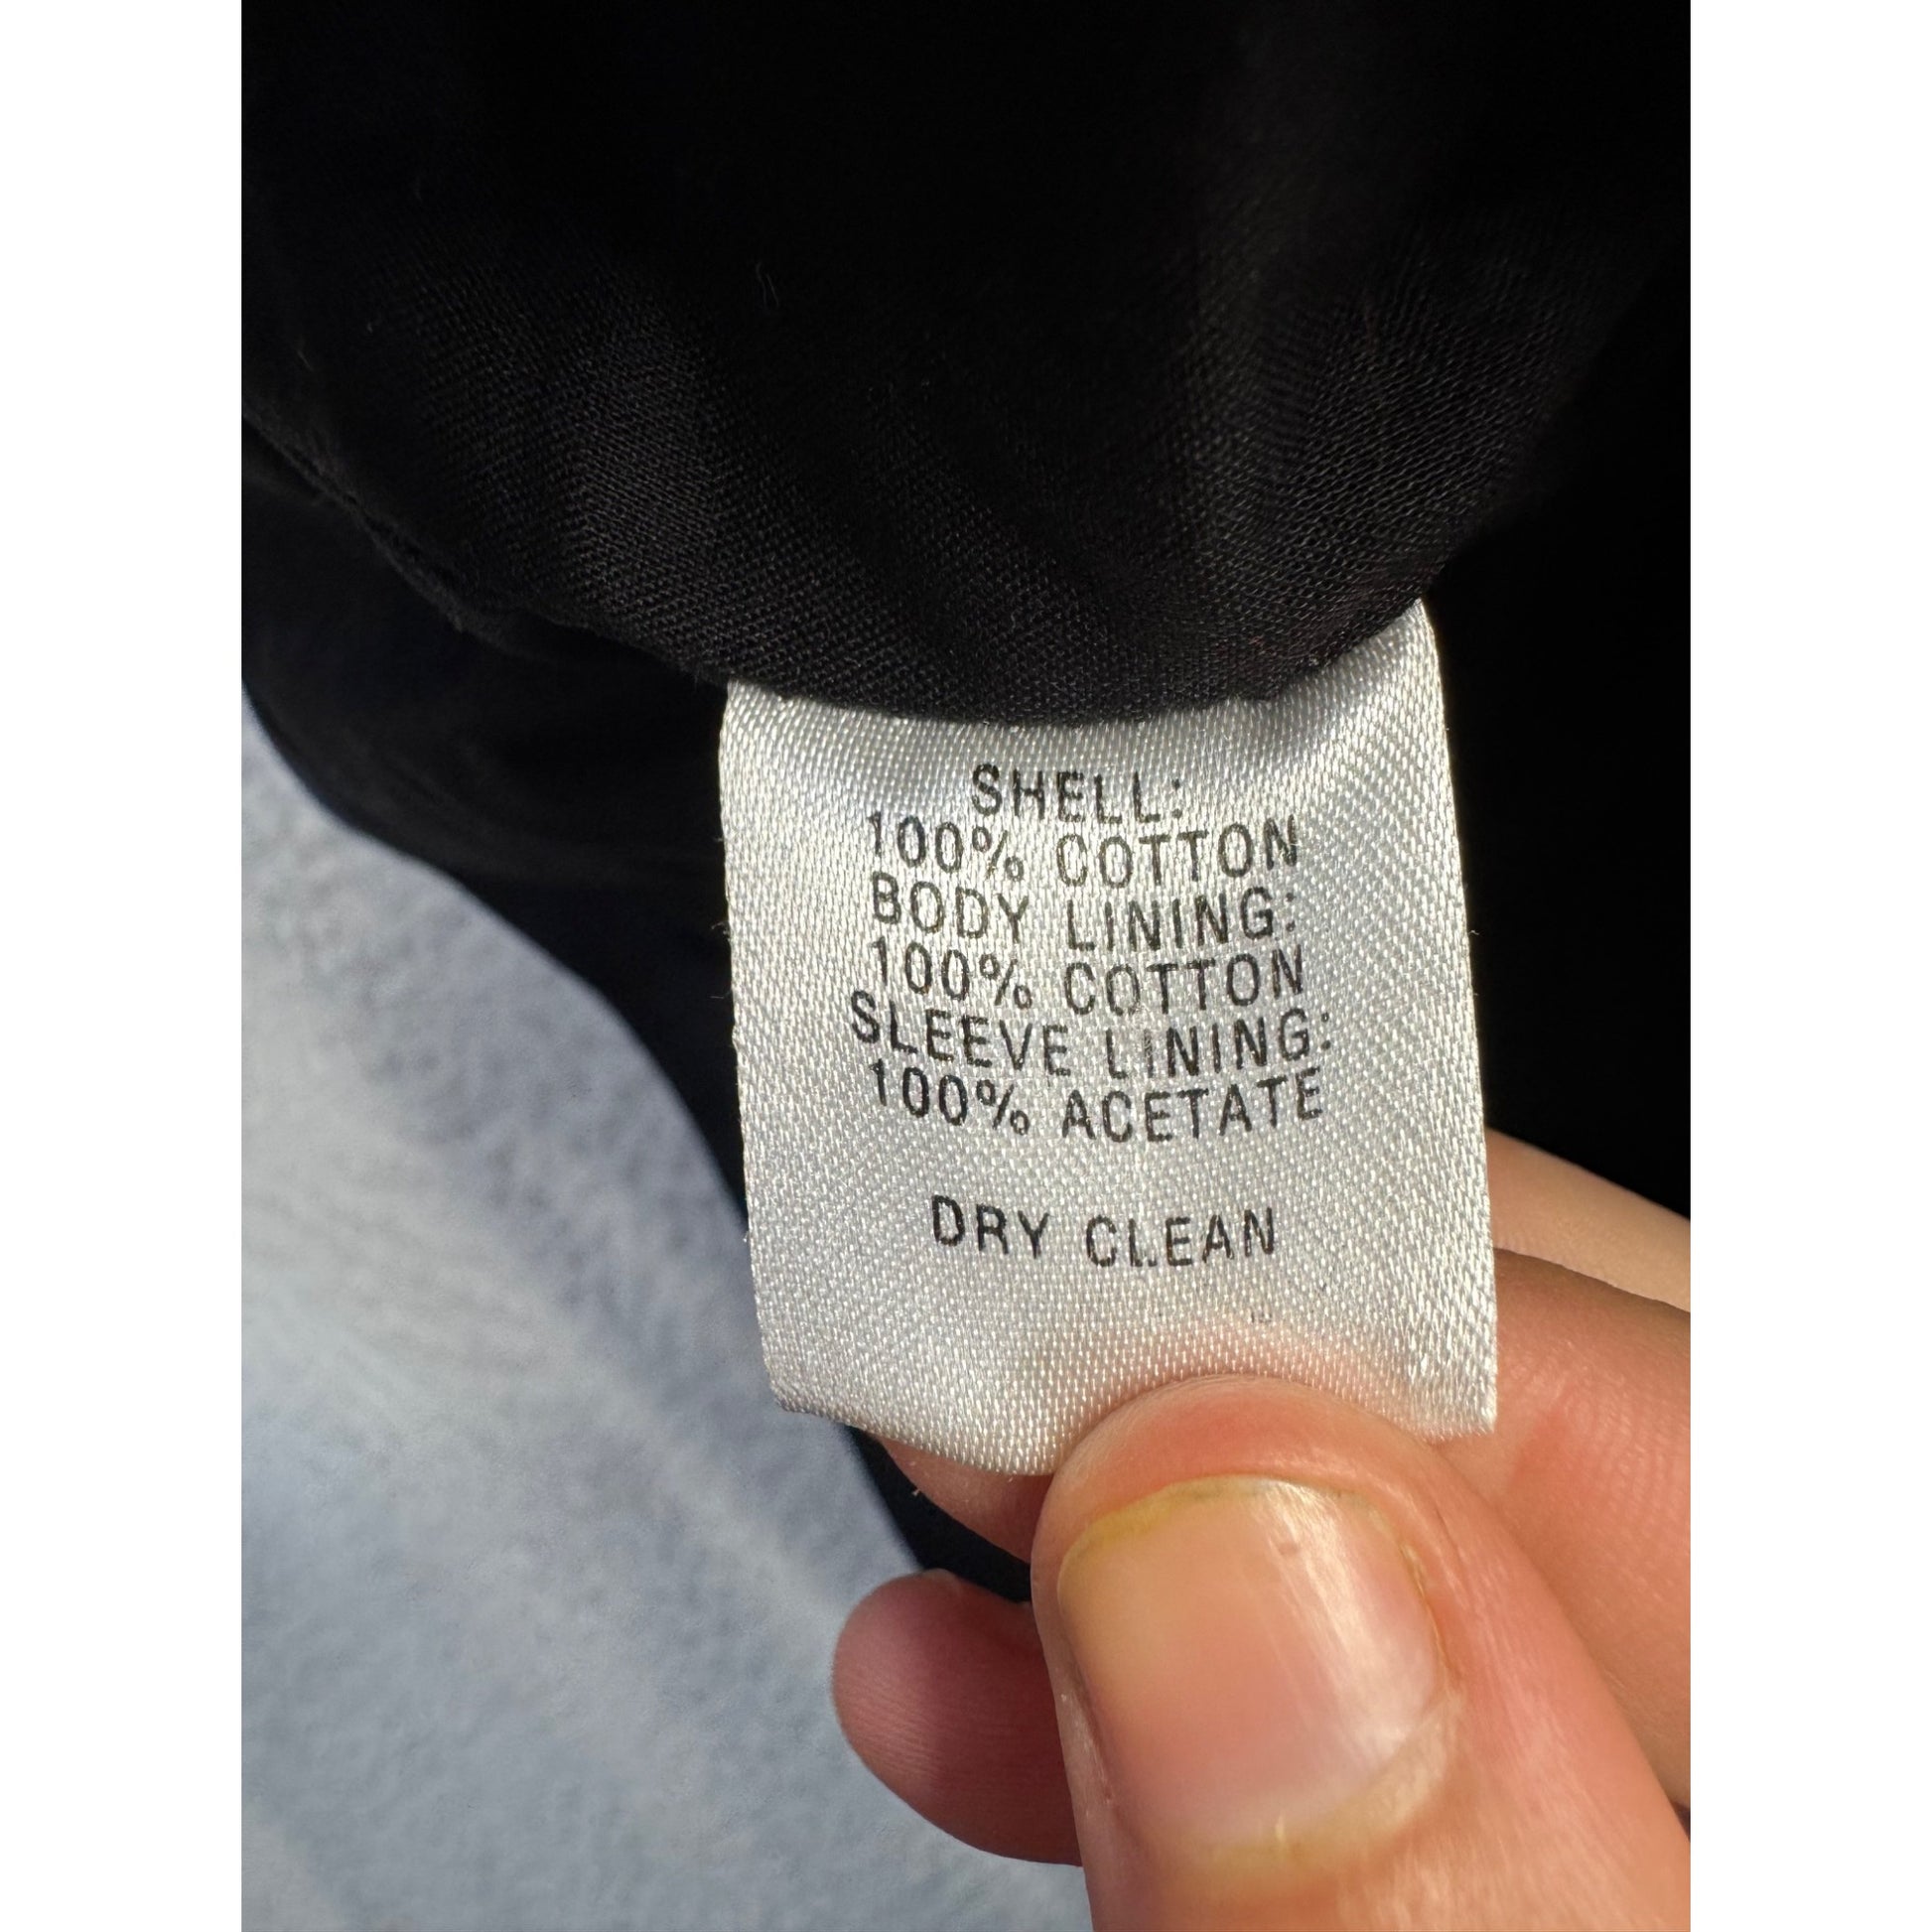 SHELL:
100% COTTON
BODY LINING:
100% COTTON
SLEEVE LINING:
100% ACETATE
DRY CLEAN